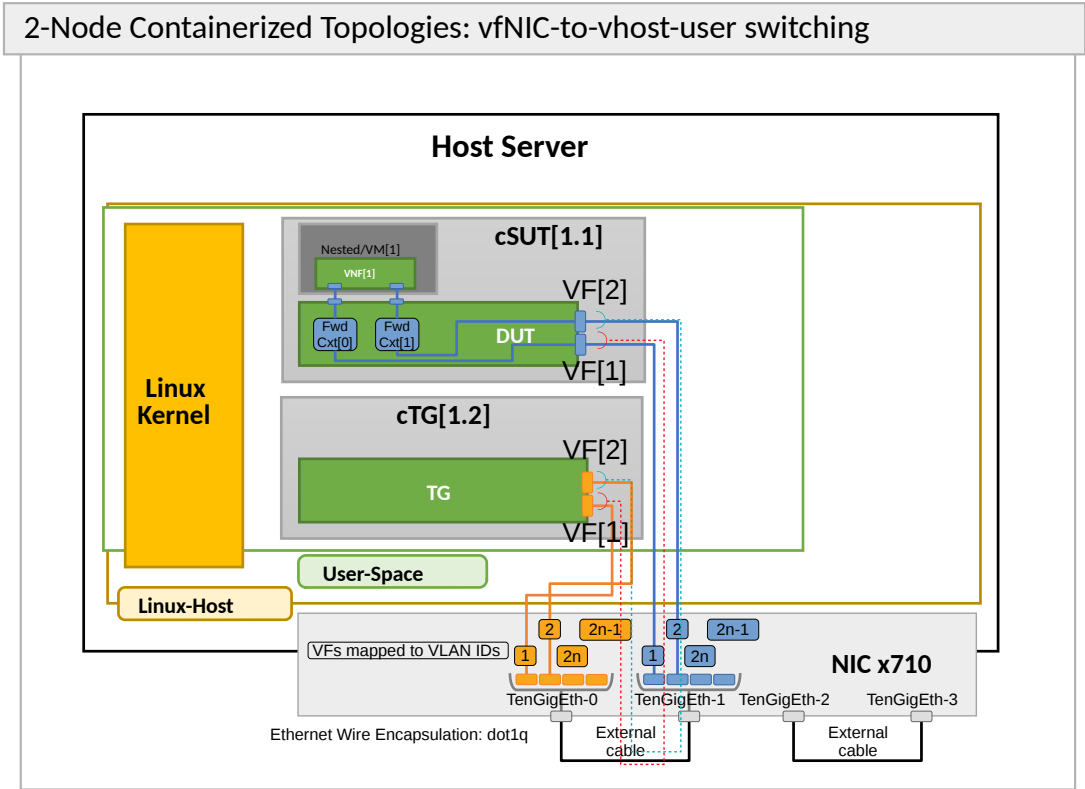 2-Node Containerized Topologies: vfNIC-to-vhost-user switching
Host Server
cSUT[1.1]
Nested/VM[1]
VNF[1]
VF[2]
Fwd
Cxt[0]
Fwd
Cxt[1]
DUT
VF[1]
Linux
Kernel
cTG[1.2]
VF[2]
TG
VF[1]
User-Space
Linux-Host
2
2n-1
2
2n-1
VFs mapped to VLAN IDs
1
2n
1
2n
NIC x710
TenGigEth-0
TenGigEth-1
TenGigEth-2
TenGigEth-3
Ethernet Wire Encapsulation: dot1q
External
cable
External
cable